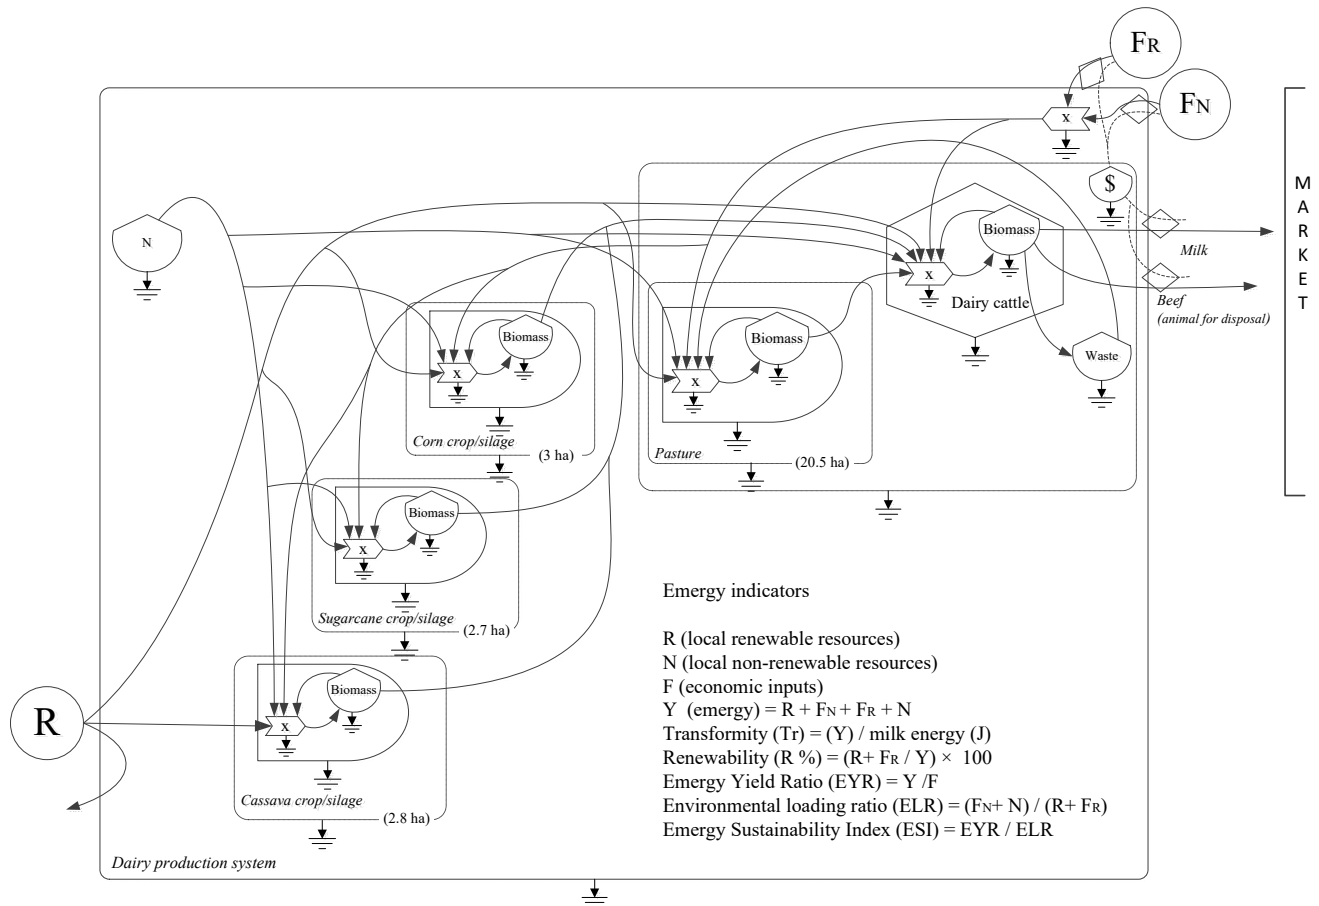 FR
FN
MARKET
x
$
N
Biomass
x
Dairy cattle
Milk
Beef
(animal for disposal)
Waste
Biomass
x
Corn crop/silage
(3 ha)
Biomass
x
Pasture
(20.5 ha)
Biomass
x
Sugarcane crop/silage
(2.7 ha)
R
Biomass
x
Cassava crop/silage
(2.8 ha)
Dairy production system
Emergy indicators
R (local renewable resources)
N (local non-renewable resources)
F (economic inputs)
Y (emergy) = R + FN + FR + N
Transformity (Tr) = (Y) / milk energy (J)
Renewability (R %) = (R+ FR / Y) × 100
Emergy Yield Ratio (EYR) = Y /F
Environmental loading ratio (ELR) = (FN+ N) / (R+ FR)
Emergy Sustainability Index (ESI) = EYR / ELR